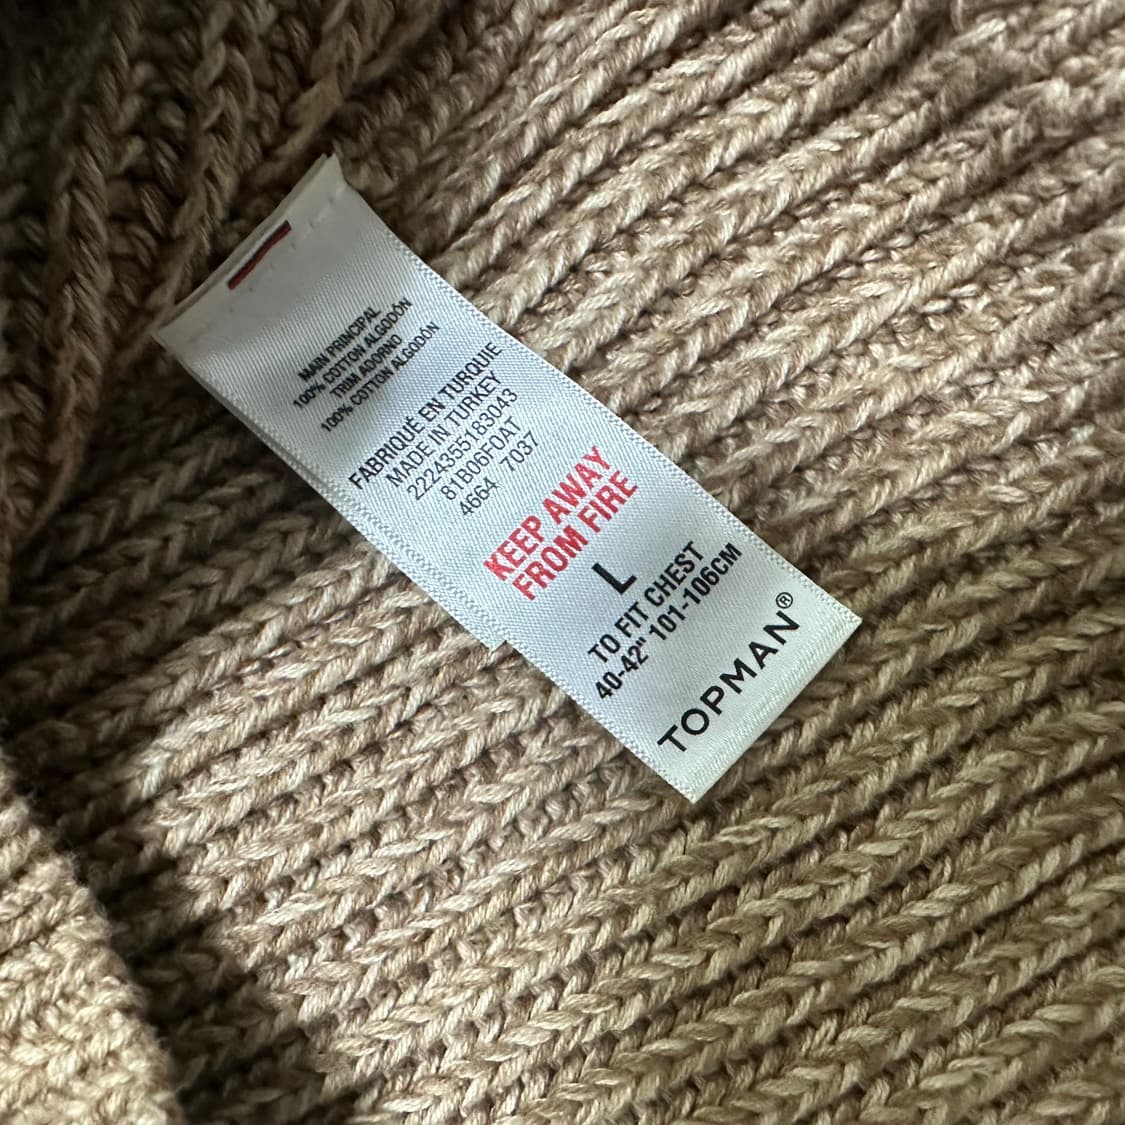 MAIN PRINCIPAL
100% COTTON ALGODÓN
TRIM ADORNO
100% COTTON ALGODÓN
FABRIQUÉ EN TURQUIE
MADE IN TURKEY
2224355183043
81B06F0AT
4664 7037
KEEP AWAY
FROM FIRE
L
TO FIT CHEST
40-42" 101-106CM
TOPMAN®